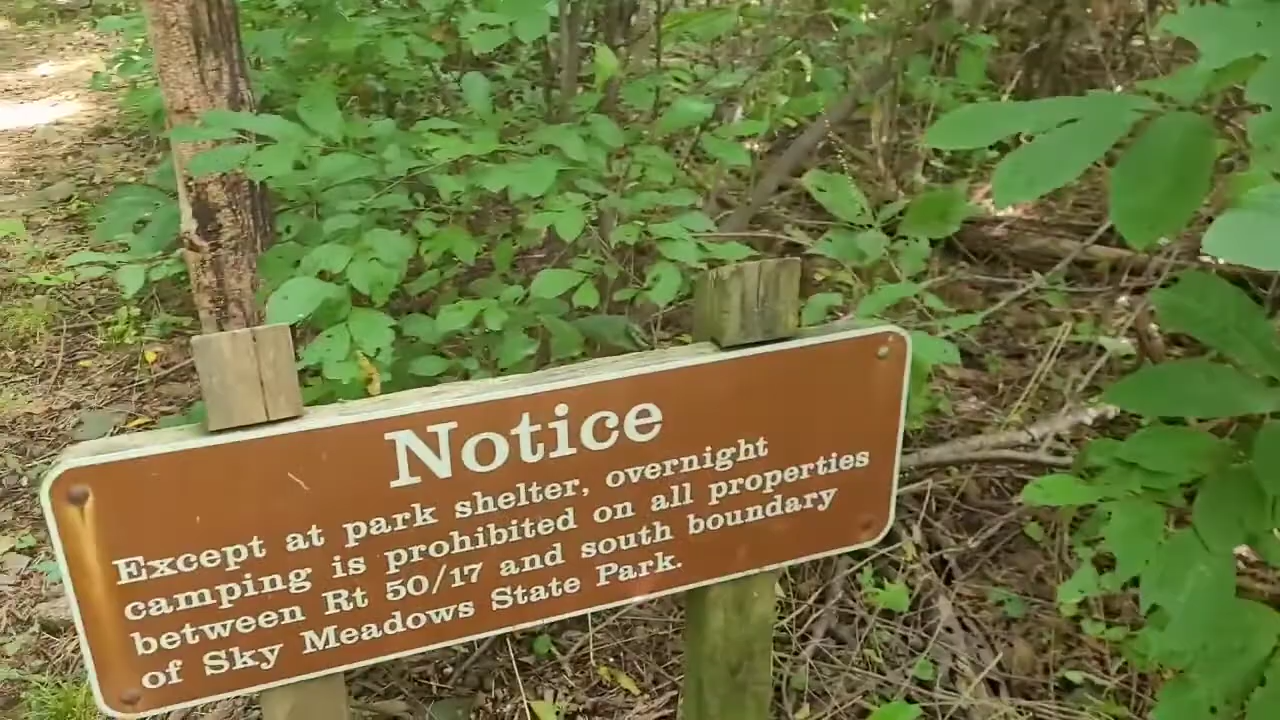 Notice
Except at park shelter, overnight
camping is prohibited on all properties
between Rt 50/17 and south boundary
of Sky Meadows State Park.